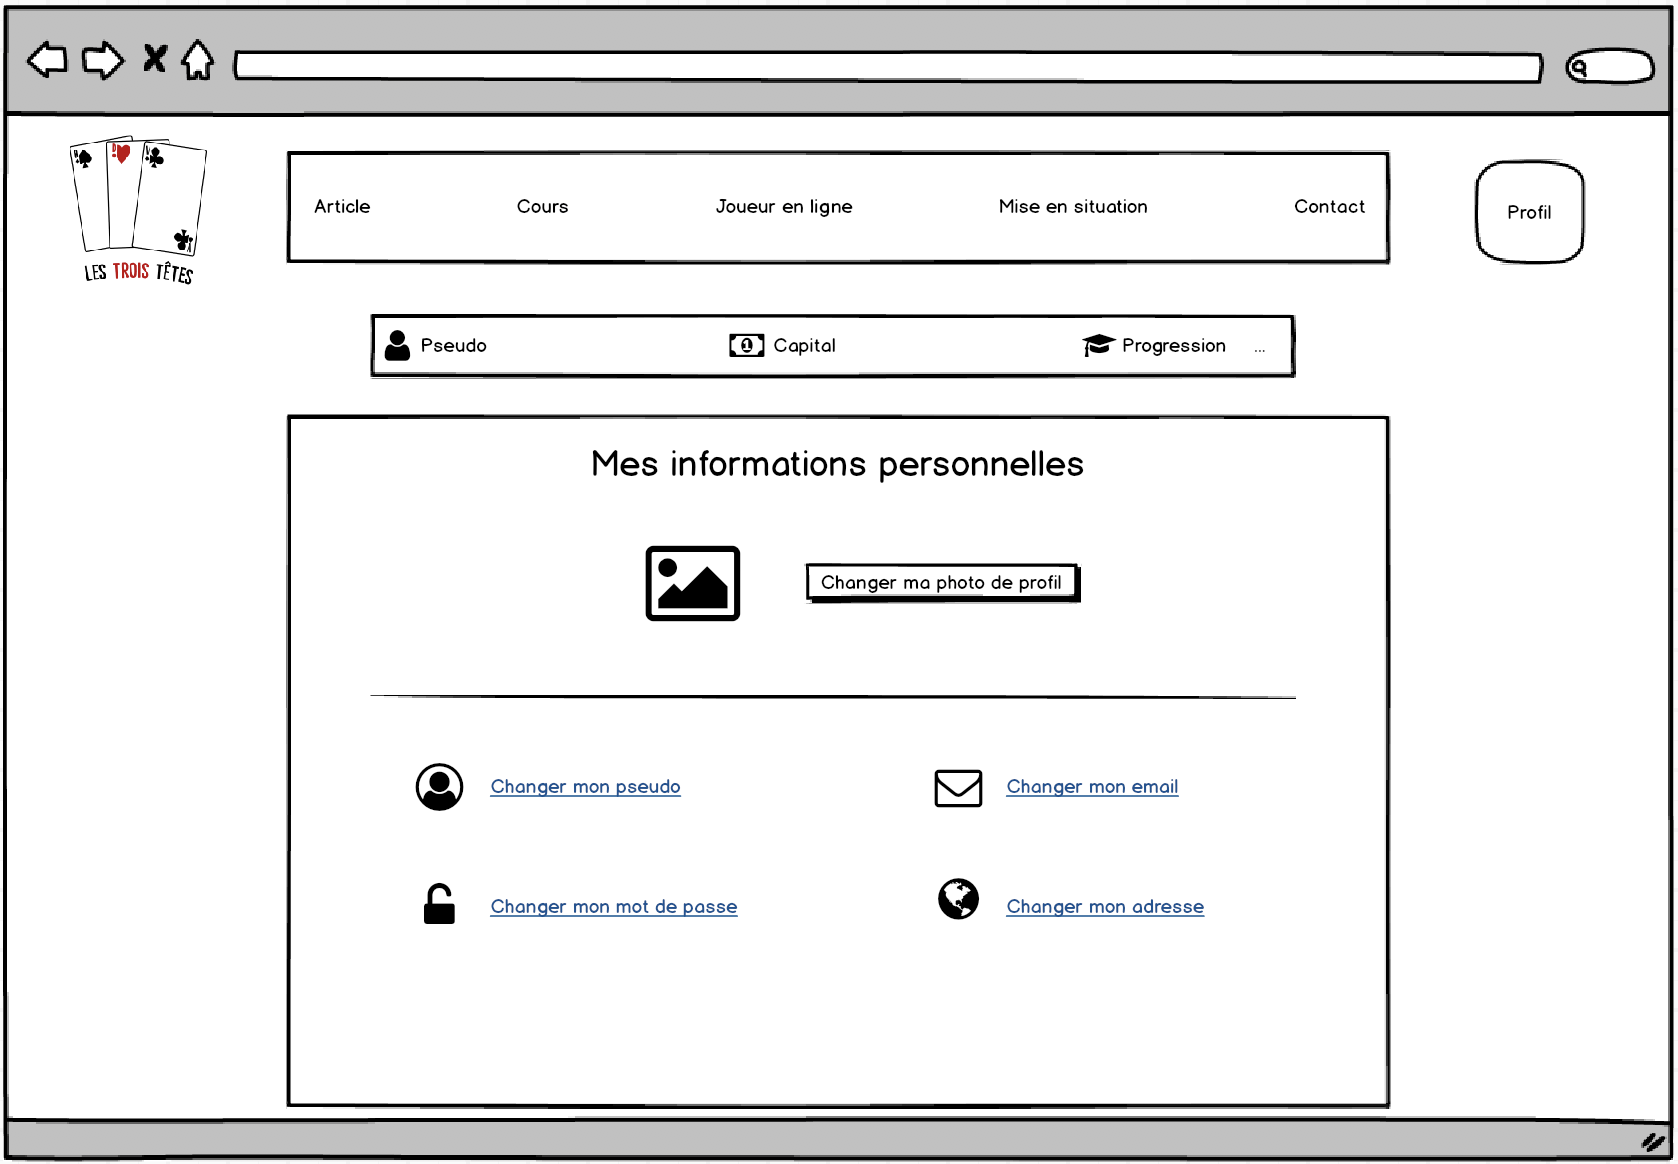 Article Cours Joueur en ligne Mise en situation Contact
Profil
LES TROIS TÊTES
Pseudo Capital Progression ...
Mes informations personnelles
Changer ma photo de profil
Changer mon pseudo Changer mon email
Changer mon mot de passe Changer mon adresse